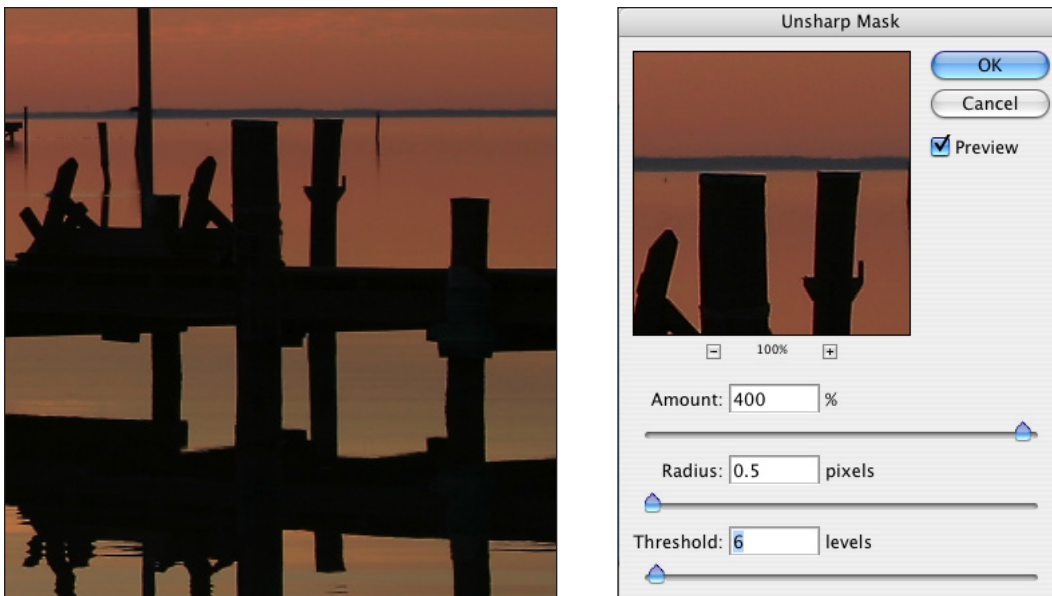 Unsharp Mask
OK
Cancel
Preview
100%
Amount: 400 %
Radius: 0.5 pixels
Threshold: 6 levels